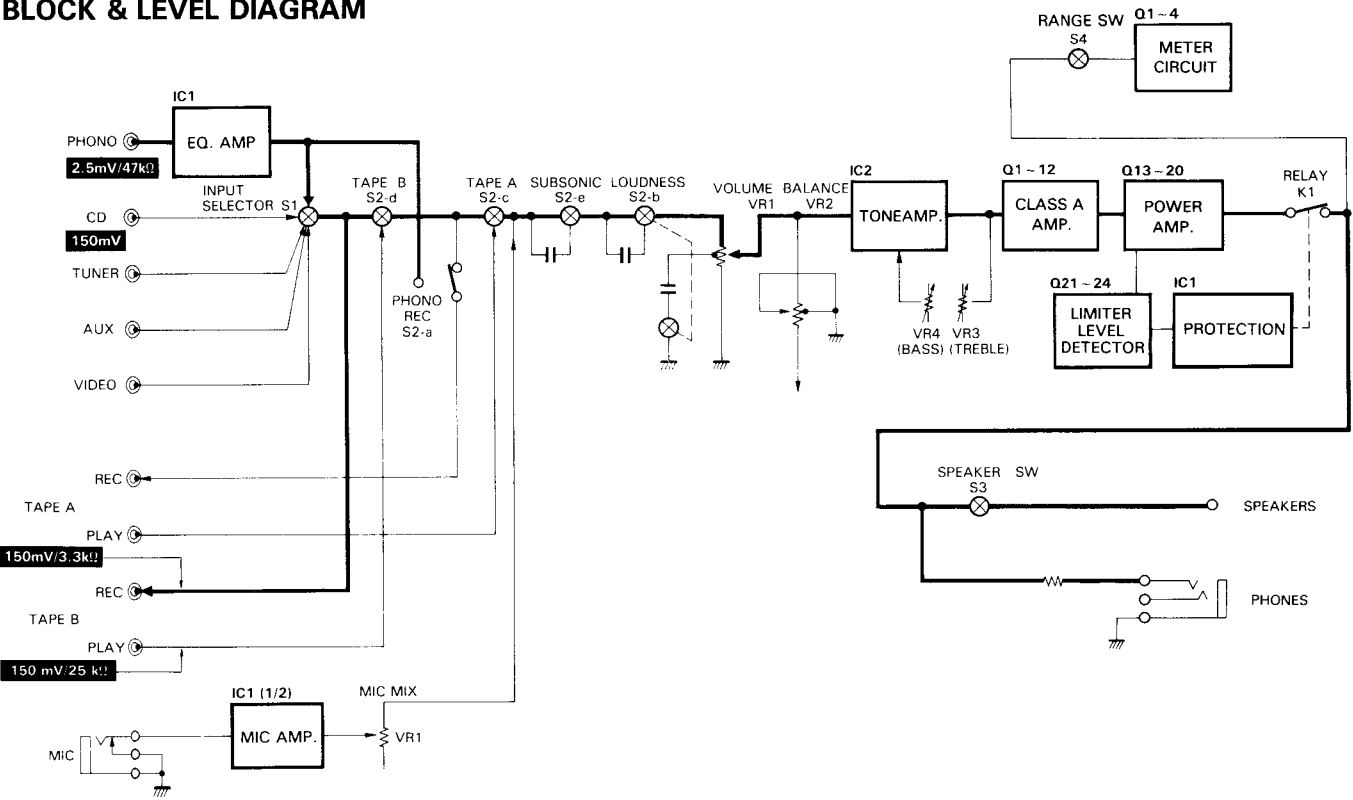 BLOCK & LEVEL DIAGRAM
RANGE SW
S4
Q1~4
METER
CIRCUIT
IC1
EQ. AMP
PHONO
2.5mV/47kΩ
INPUT
SELECTOR S1
CD
150mV
TUNER
AUX
VIDEO
TAPE B
S2-d
PHONO
REC
S2-a
TAPE A
S2-c
SUBSONIC
S2-e
LOUDNESS
S2-b
VOLUME
VR1
BALANCE
VR2
IC2
TONEAMP.
VR4
(BASS)
VR3
(TREBLE)
Q1~12
CLASS A
AMP.
Q13~20
POWER
AMP.
RELAY
K1
Q21~24
LIMITER
LEVEL
DETECTOR
IC1
PROTECTION
REC
TAPE A
PLAY
150mV/3.3kΩ
REC
TAPE B
PLAY
150 mV/25 kΩ
SPEAKER SW
S3
SPEAKERS
PHONES
IC1 (1/2)
MIC AMP.
MIC MIX
VR1
MIC